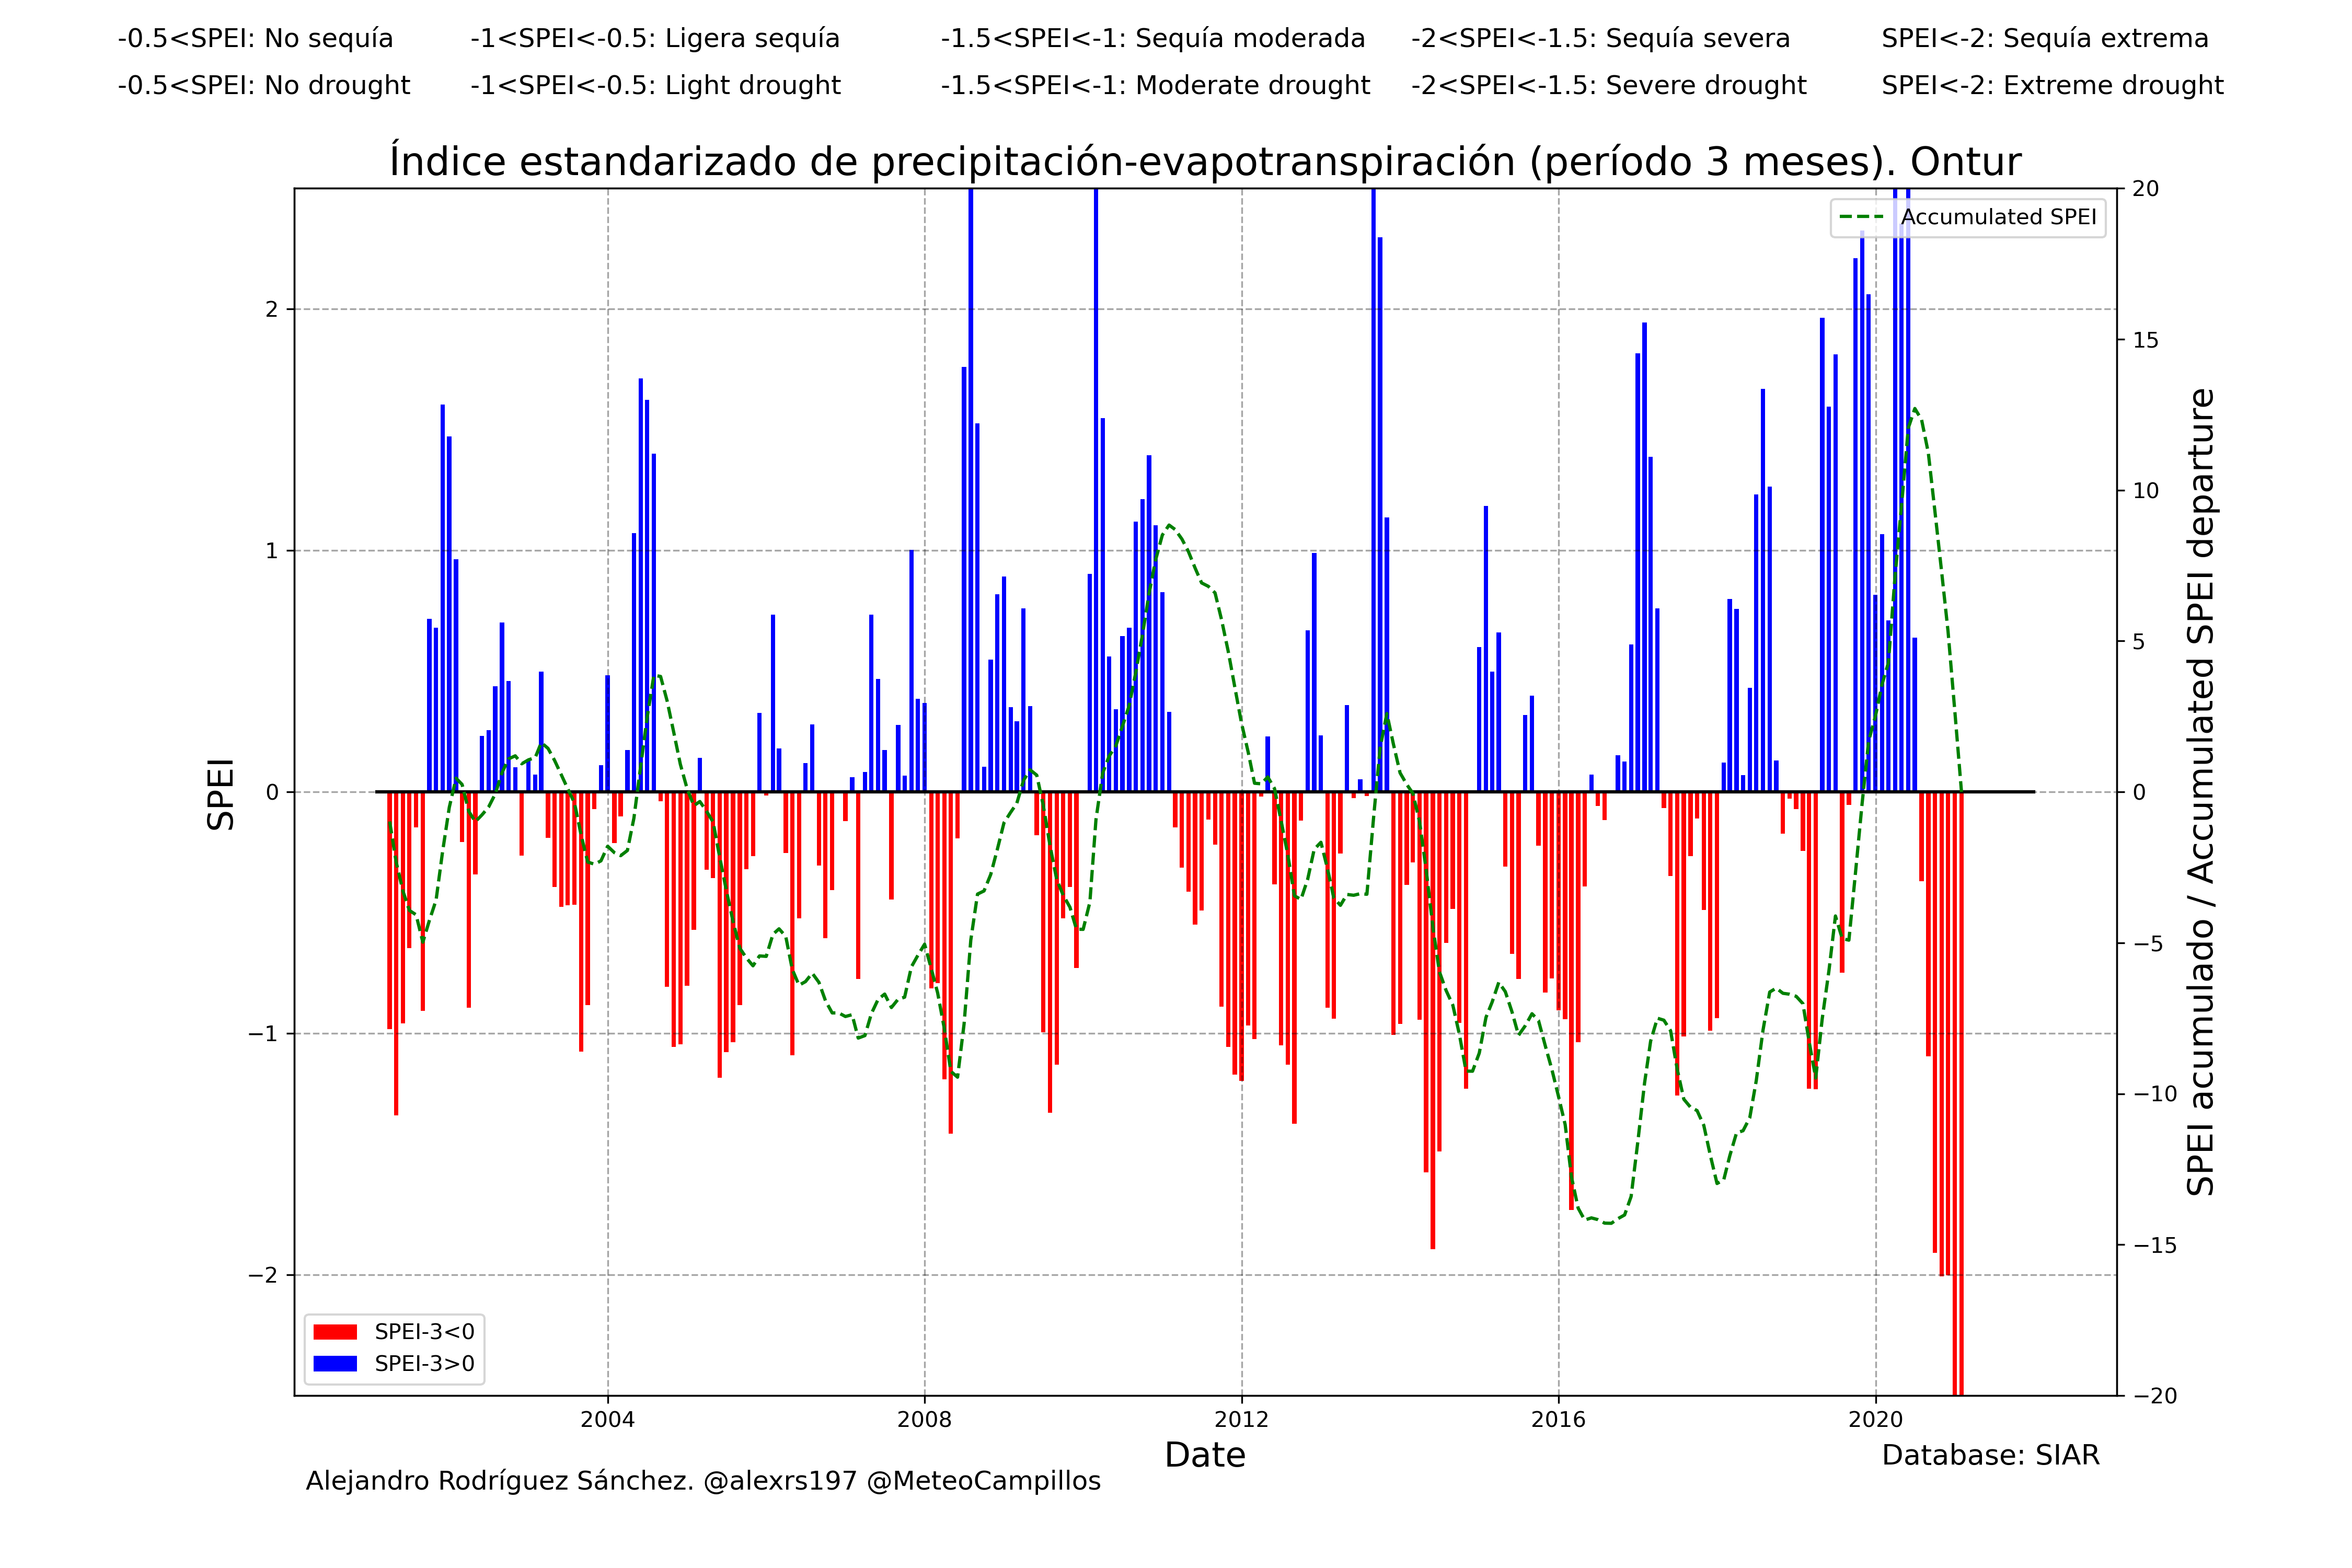 -0.5<SPEI: No sequía -1<SPEI<-0.5: Ligera sequía -1.5<SPEI<-1: Sequía moderada -2<SPEI<-1.5: Sequía severa SPEI<-2: Sequía extrema
-0.5<SPEI: No drought -1<SPEI<-0.5: Light drought -1.5<SPEI<-1: Moderate drought -2<SPEI<-1.5: Severe drought SPEI<-2: Extreme drought
Índice estandarizado de precipitación-evapotranspiración (período 3 meses). Ontur
Accumulated SPEI
SPEI
2
1
0
−1
−2
20
15
10
5
0
−5
−10
−15
−20
SPEI acumulado / Accumulated SPEI departure
SPEI-3<0
SPEI-3>0
2004 2008 2012 2016 2020
Date
Database: SIAR
Alejandro Rodríguez Sánchez. @alexrs197 @MeteoCampillos